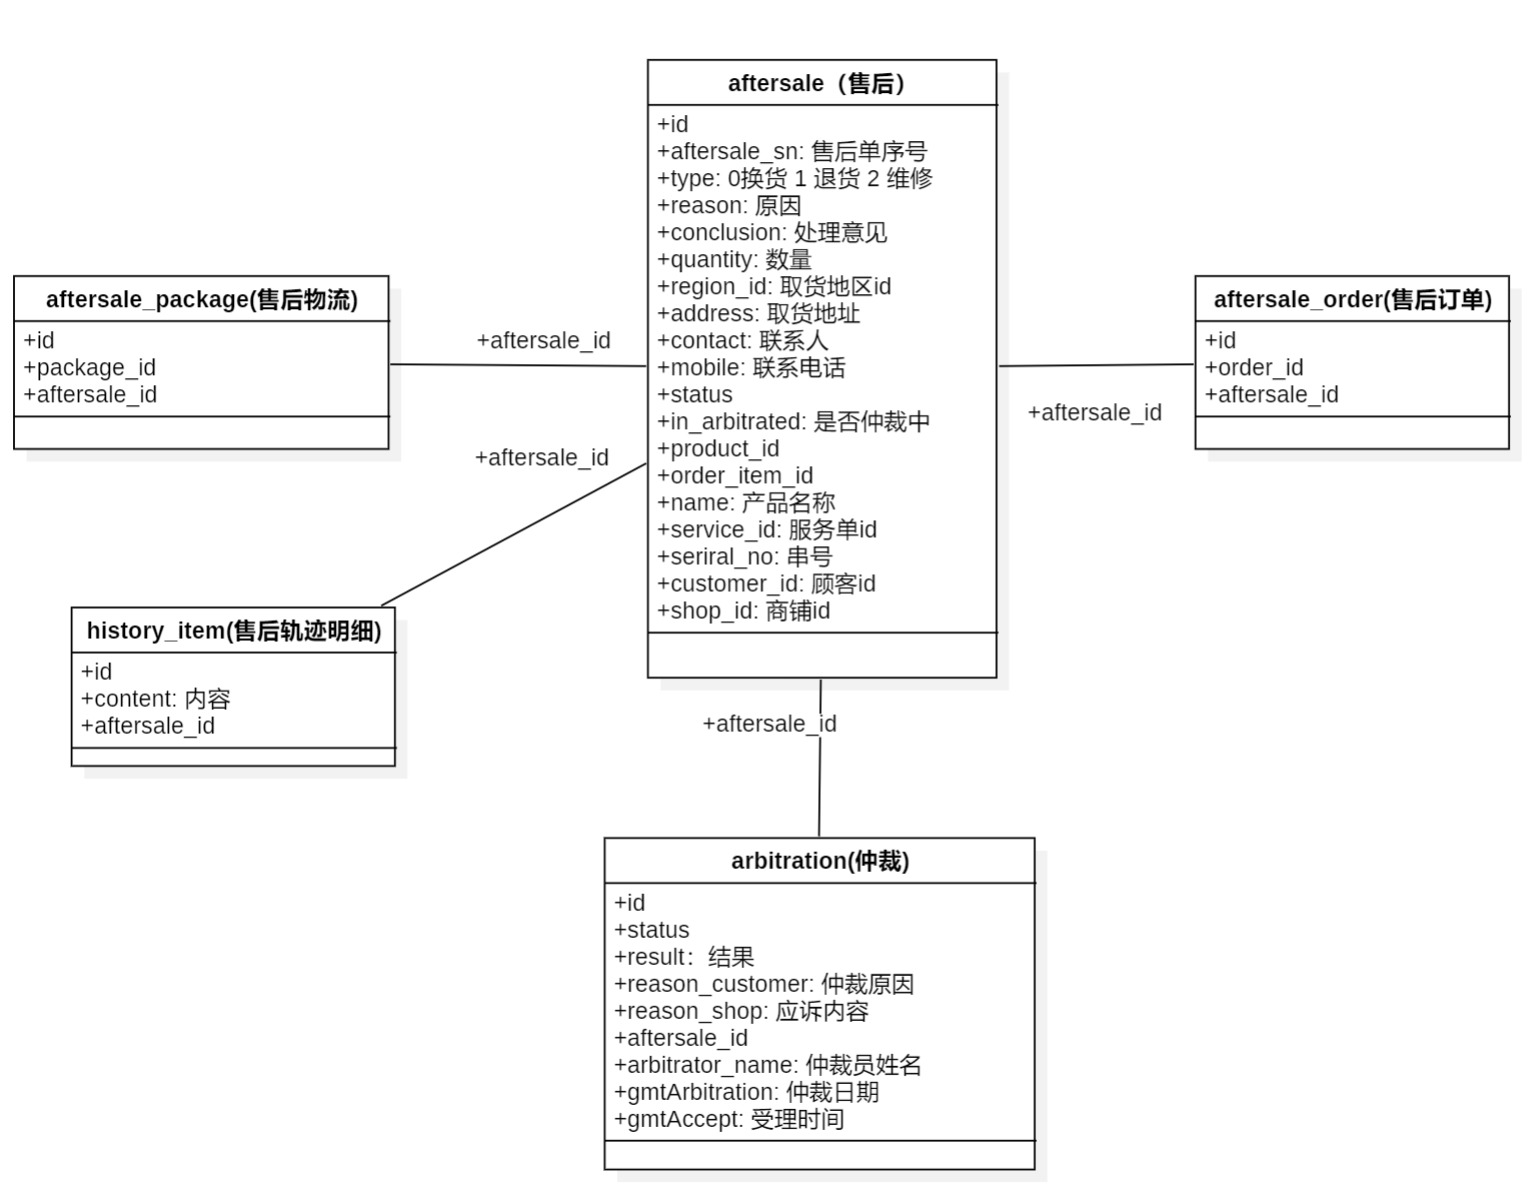 aftersale（售后）
+id
+aftersale_sn: 售后单序号
+type: 0换货 1 退货 2 维修
+reason: 原因
+conclusion: 处理意见
+quantity: 数量
+region_id: 取货地区id
+address: 取货地址
+contact: 联系人
+mobile: 联系电话
+status
+in_arbitrated: 是否仲裁中
+product_id
+order_item_id
+name: 产品名称
+service_id: 服务单id
+seriral_no: 串号
+customer_id: 顾客id
+shop_id: 商铺id
aftersale_package(售后物流)
+id
+package_id
+aftersale_id
+aftersale_id
aftersale_order(售后订单)
+id
+order_id
+aftersale_id
+aftersale_id
+aftersale_id
history_item(售后轨迹明细)
+id
+content: 内容
+aftersale_id
+aftersale_id
arbitration(仲裁)
+id
+status
+result：结果
+reason_customer: 仲裁原因
+reason_shop: 应诉内容
+aftersale_id
+arbitrator_name: 仲裁员姓名
+gmtArbitration: 仲裁日期
+gmtAccept: 受理时间